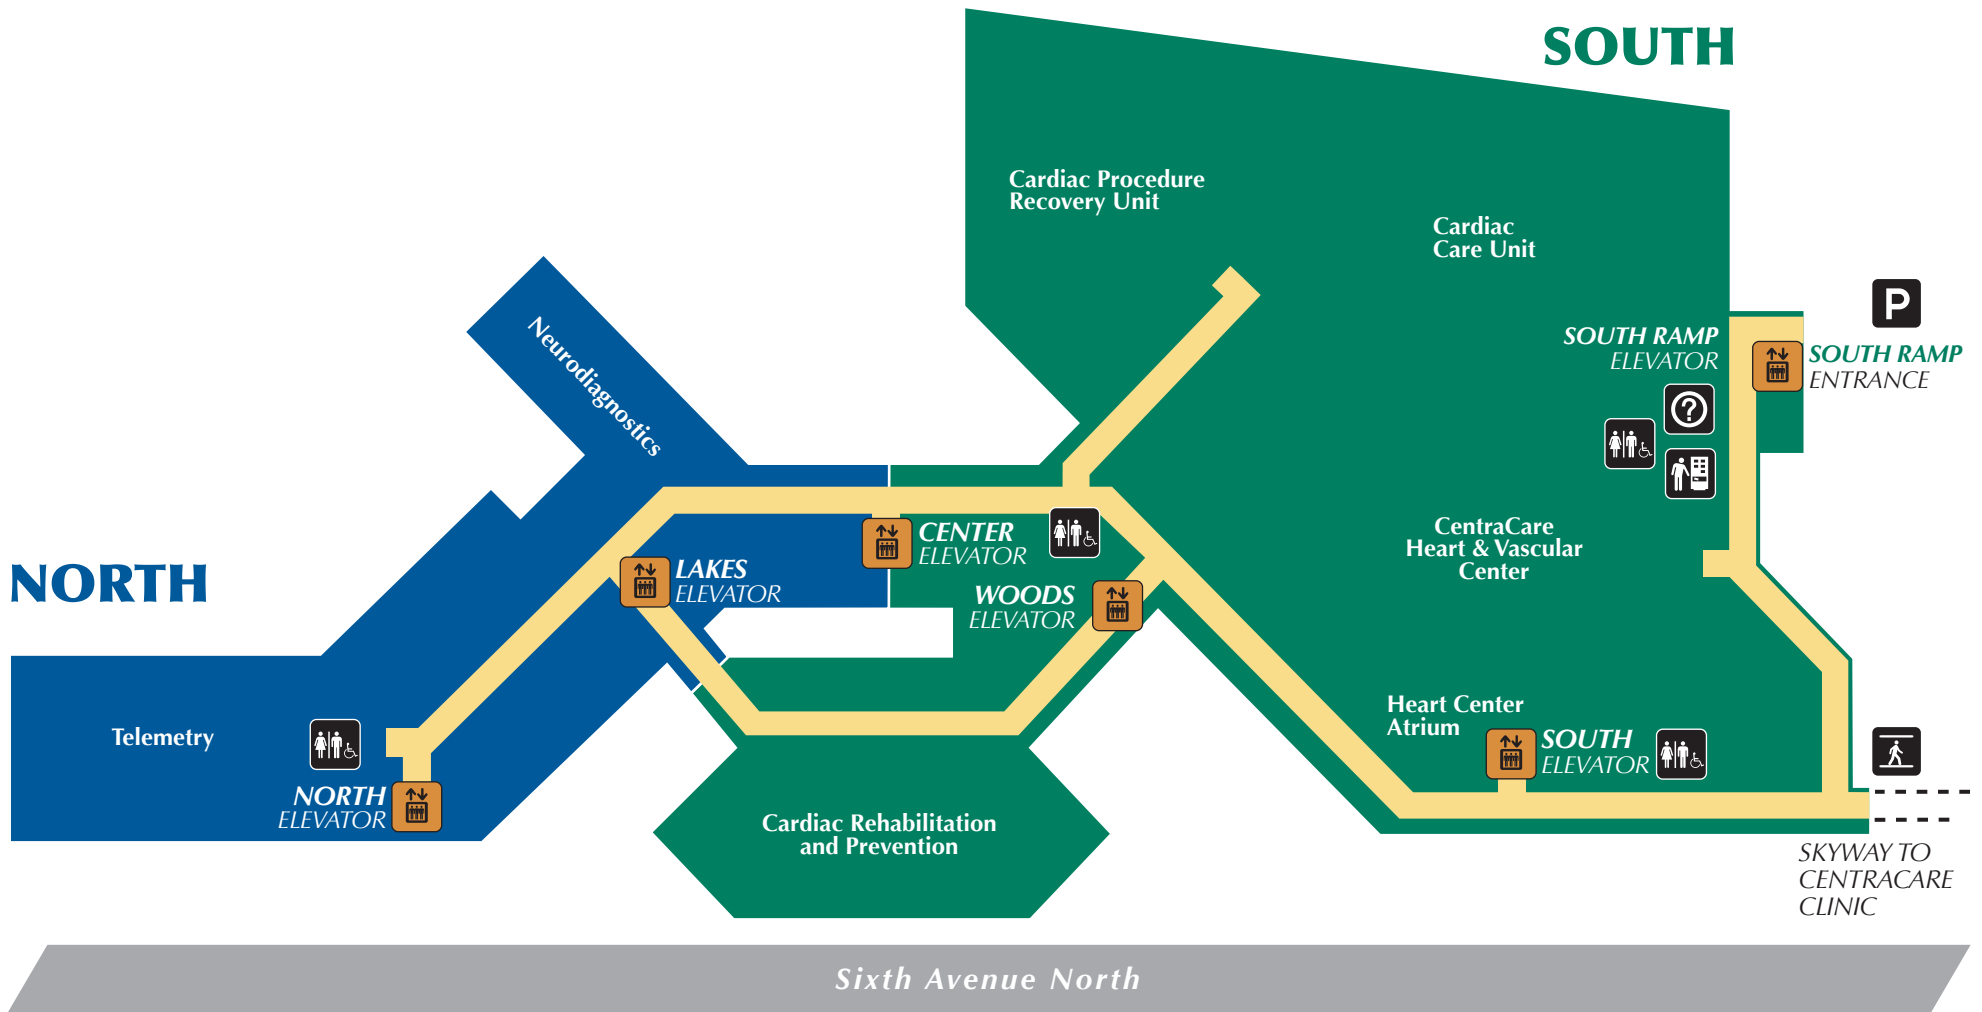 SOUTH
Cardiac Procedure
Recovery Unit
Cardiac
Care Unit
P
SOUTH RAMP
ELEVATOR
SOUTH RAMP
ENTRANCE
?
Neurodiagnostics
CENTER
ELEVATOR
CentraCare
Heart & Vascular
Center
NORTH
LAKES
ELEVATOR
WOODS
ELEVATOR
Heart Center
Atrium
Telemetry
SOUTH
ELEVATOR
NORTH
ELEVATOR
Cardiac Rehabilitation
and Prevention
SKYWAY TO
CENTRACARE
CLINIC
Sixth Avenue North